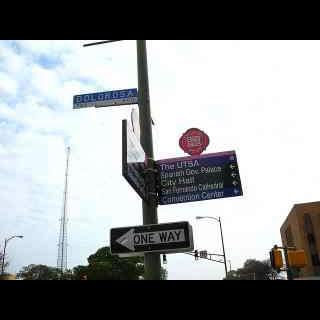 DOLOROSA
The UTSA
Spanish Gov. Palace
City Hall
San Fernando Cathedral
Convention Center
ONE WAY